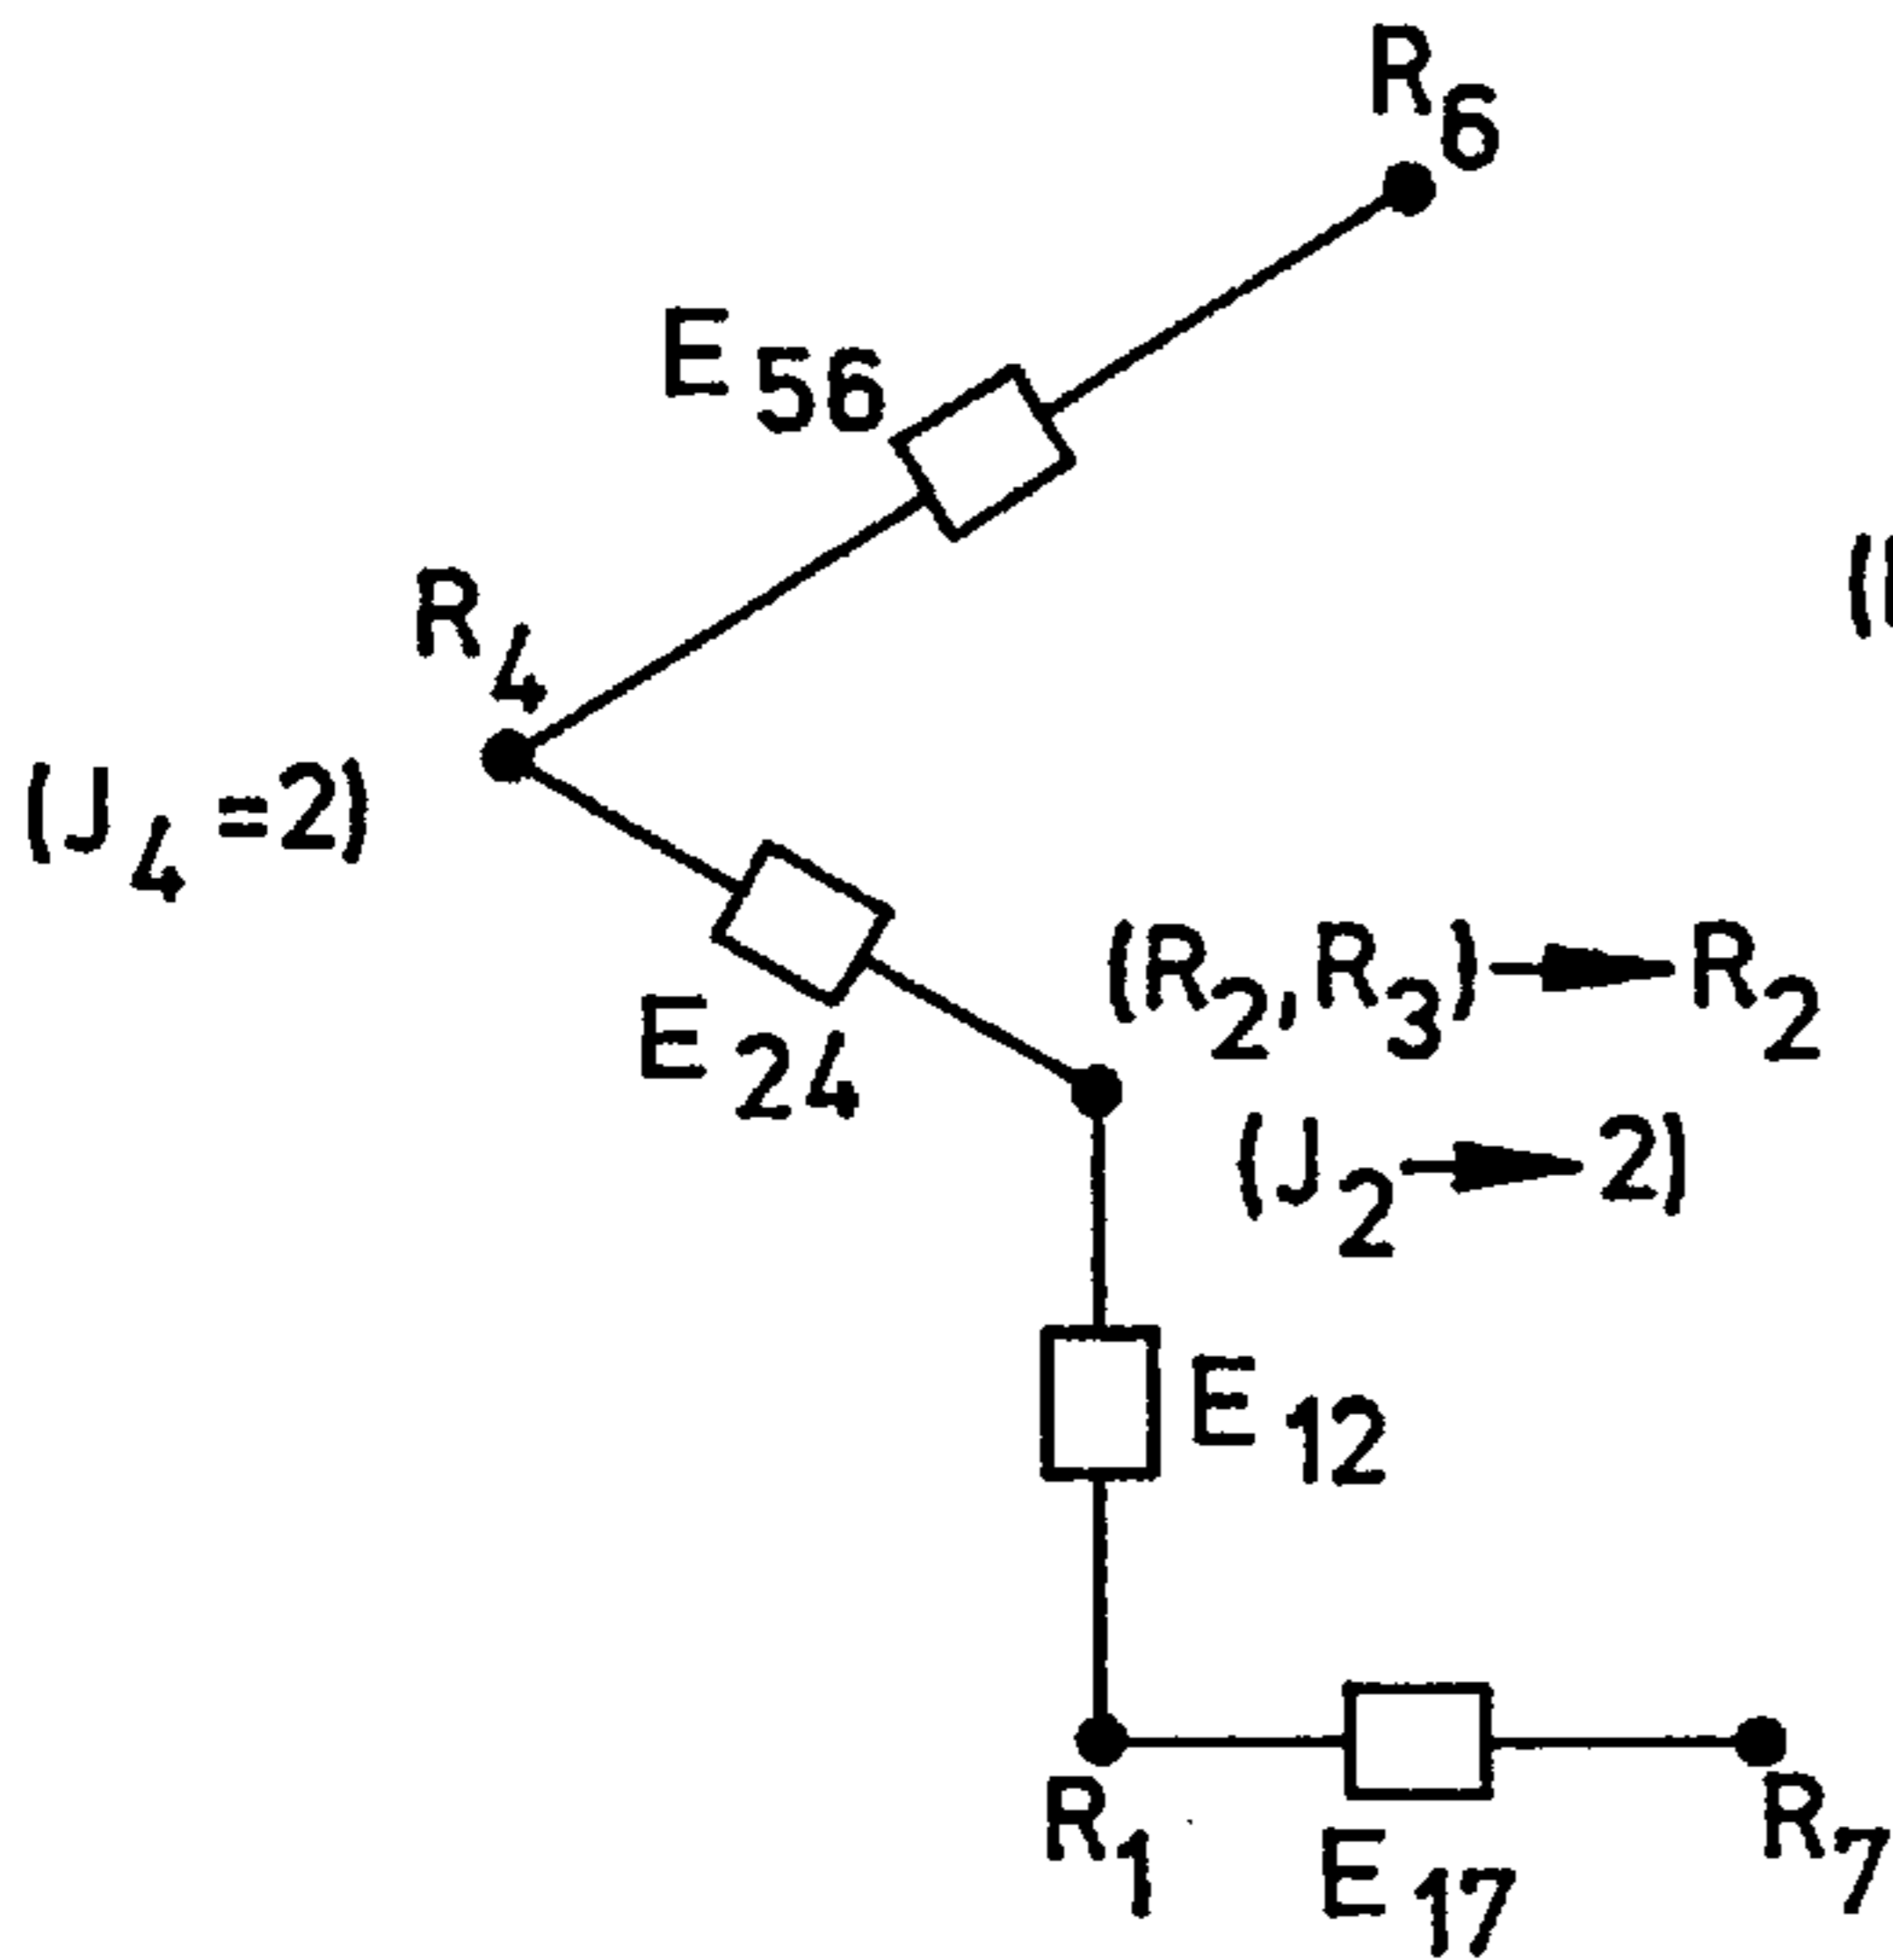 R6
E56
R4
(
(J4 =2)
(R2,R3)→R2
E24
(J2→2)
E12
R1
R7
E17